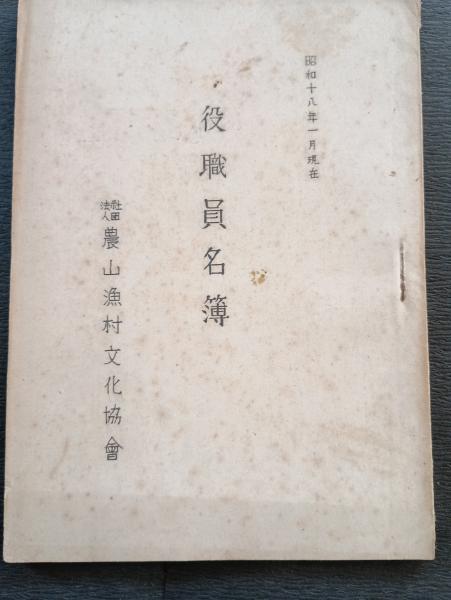 昭和十八年一月現在
役職員名簿
社団法人 農山漁村文化協會